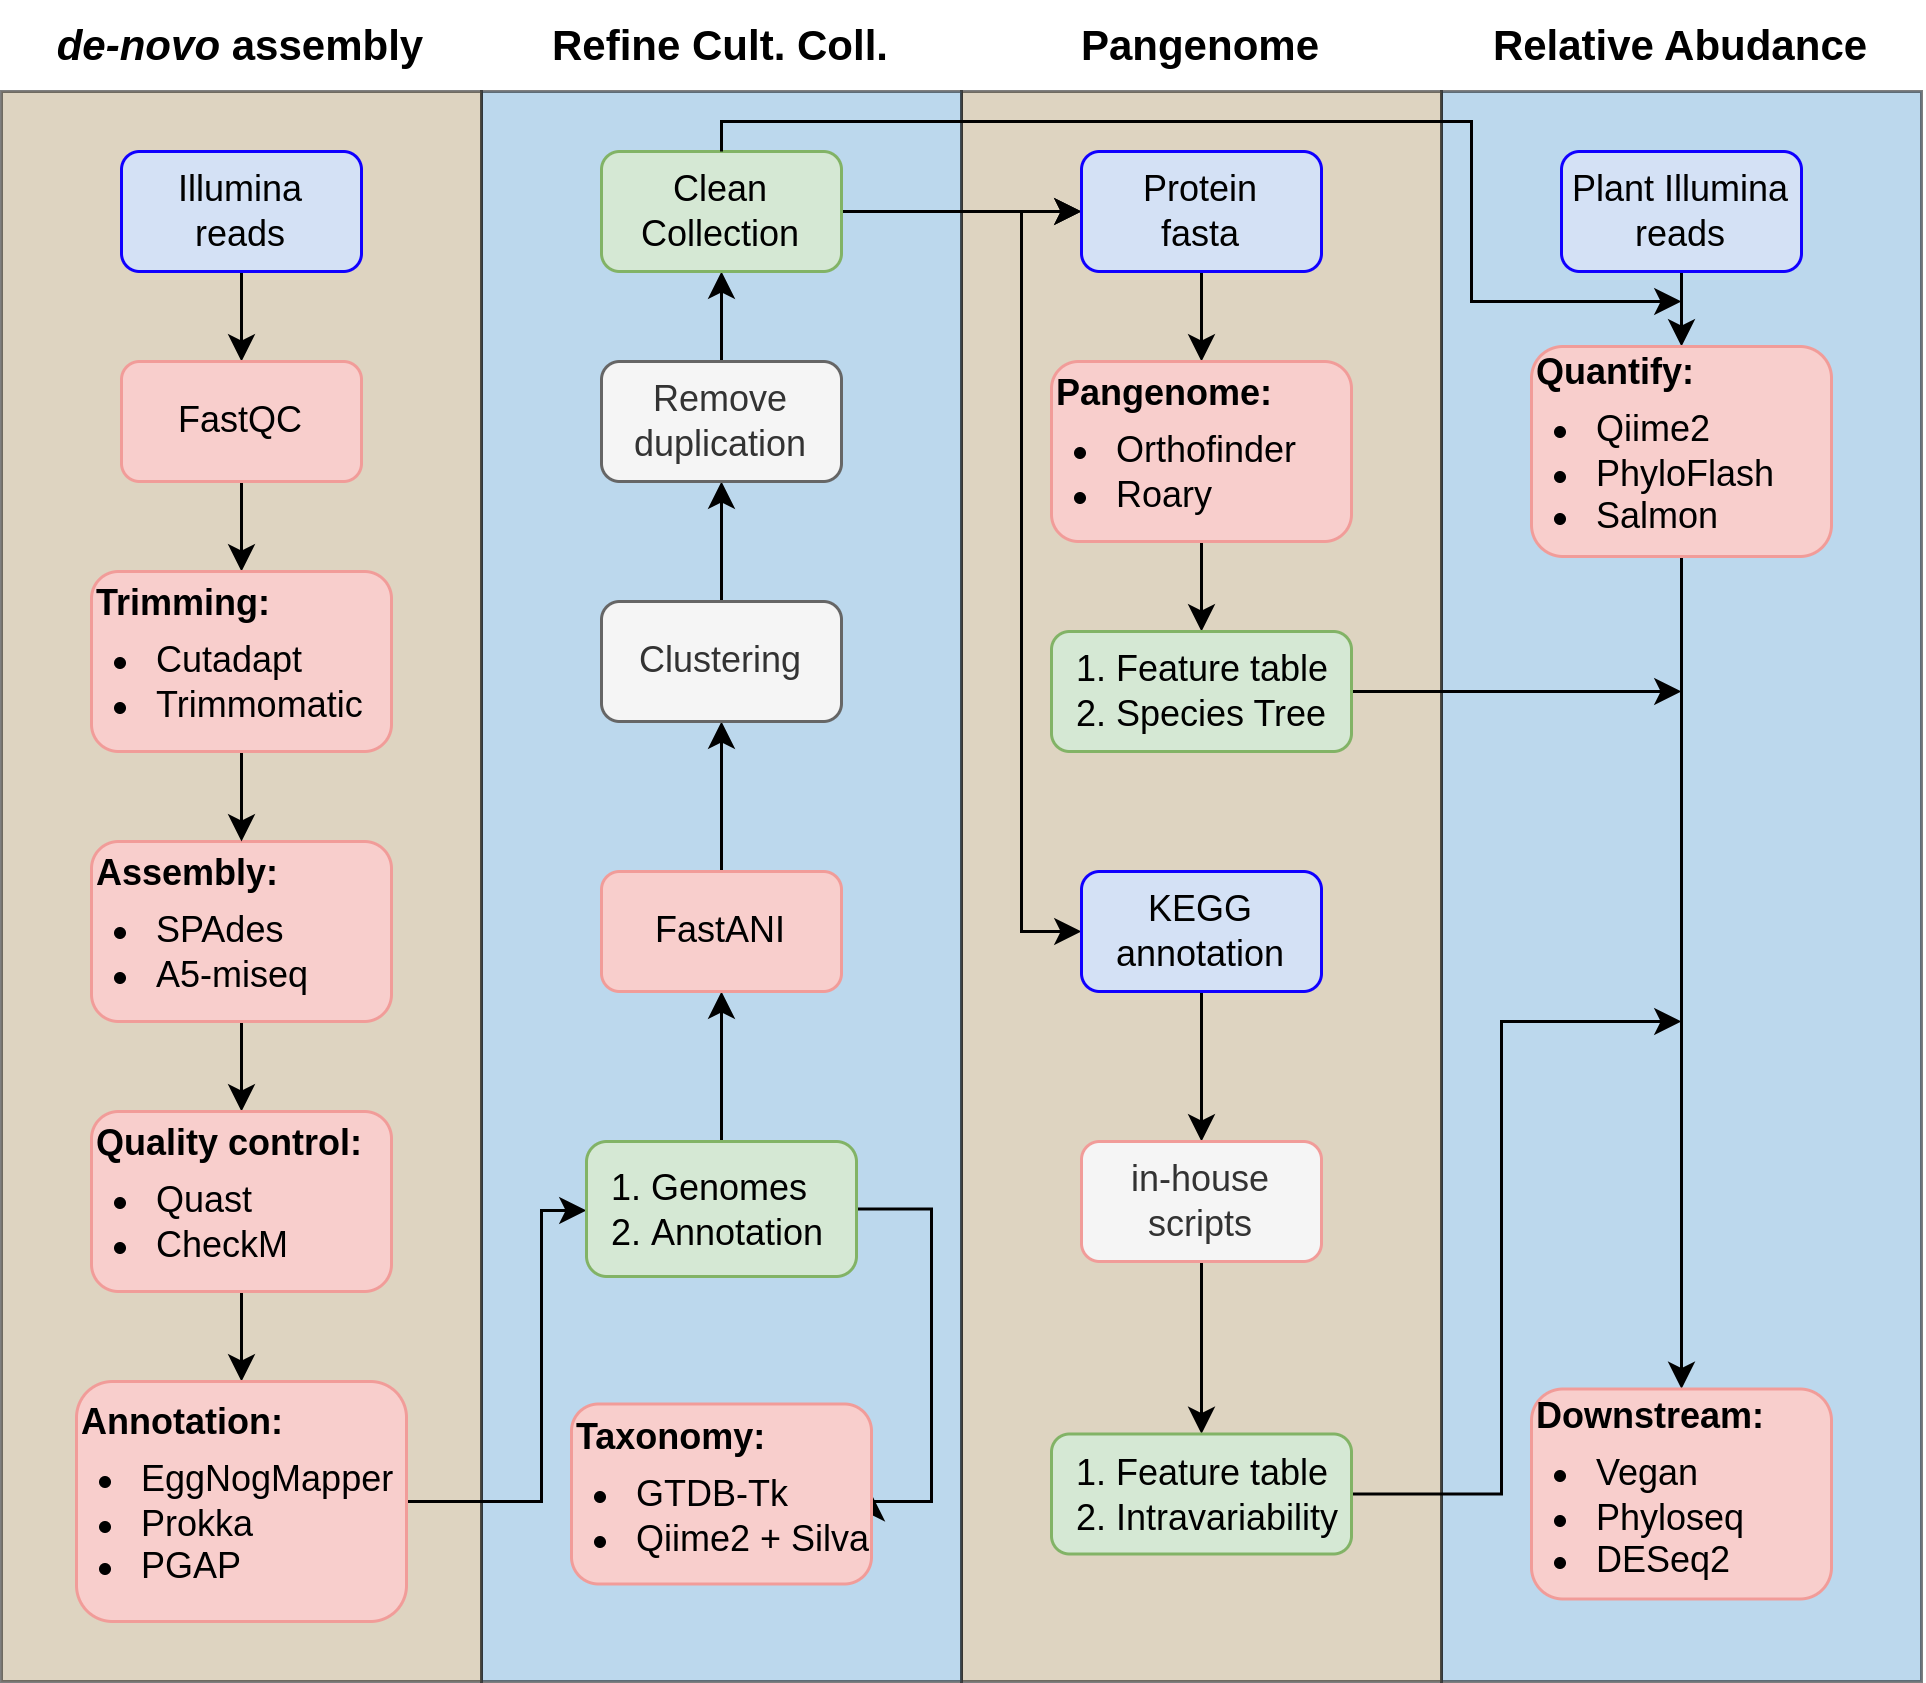 de-novo assembly
Refine Cult. Coll.
Pangenome
Relative Abudance
Illumina
reads
FastQC
Trimming:
• Cutadapt
• Trimmomatic
Assembly:
• SPAdes
• A5-miseq
Quality control:
• Quast
• CheckM
Annotation:
• EggNogMapper
• Prokka
• PGAP
Clean
Collection
Remove
duplication
Clustering
FastANI
1. Genomes
2. Annotation
Taxonomy:
• GTDB-Tk
• Qiime2 + Silva
Protein
fasta
Pangenome:
• Orthofinder
• Roary
1. Feature table
2. Species Tree
KEGG
annotation
in-house
scripts
1. Feature table
2. Intravariability
Plant Illumina
reads
Quantify:
• Qiime2
• PhyloFlash
• Salmon
Downstream:
• Vegan
• Phyloseq
• DESeq2